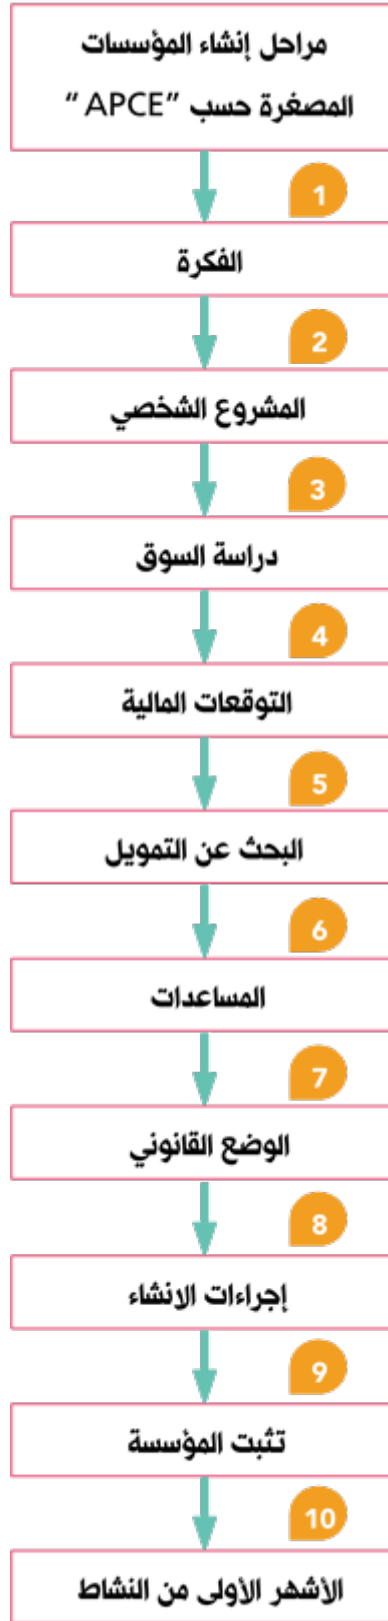 مراحل إنشاء المؤسسات
المصغرة حسب "APCE"
1
الفكرة
2
المشروع الشخصي
3
دراسة السوق
4
التوقعات المالية
5
البحث عن التمويل
6
المساعدات
7
الوضع القانوني
8
إجراءات الانشاء
9
تثبت المؤسسة
10
الأشهر الأولى من النشاط